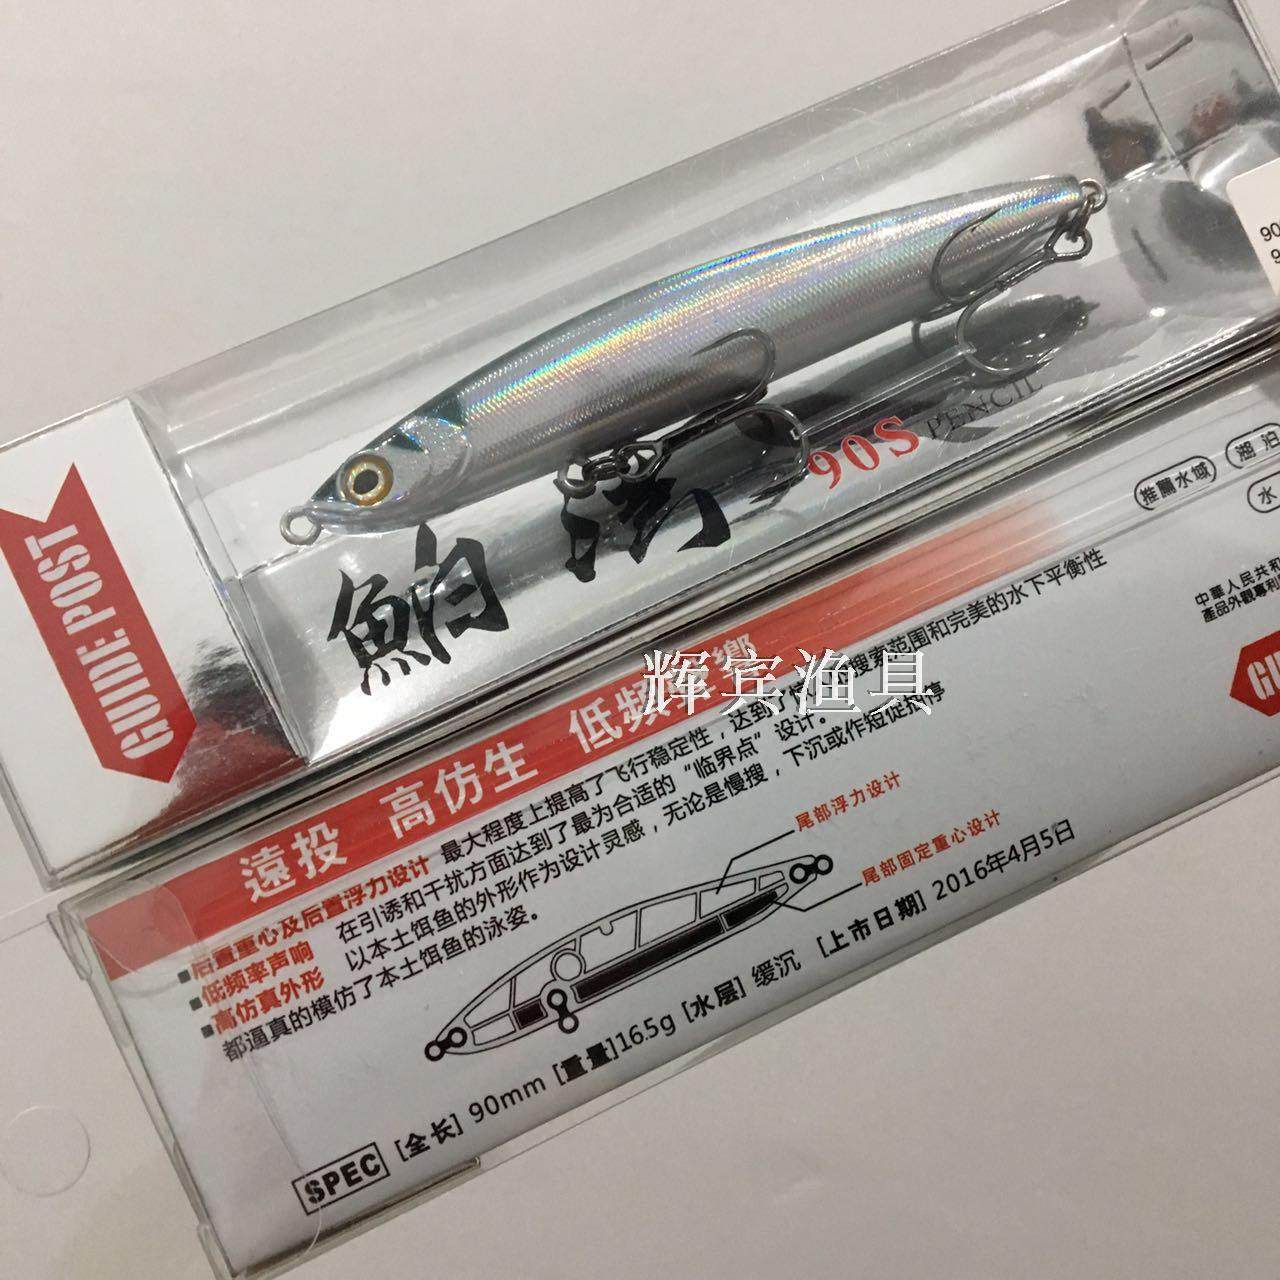 GUIDE POST
鮊 滔
90S PENCIL
輝宾渔具
推薦水域
湖泊
水
遠投 高仿生 低頻
后置重心及后置浮力设计 最大程度上提高了飞行稳定性，达到了
搜索范围和完美的水下平衡性
低频率声响 在引诱和干扰方面达到了最为合适的“临界点”设计。
高仿真外形 以本土饵鱼的外形作为设计灵感，无论是慢搜，下沉或作短促抽停
都逼真的模仿了本土饵鱼的泳姿。
尾部浮力设计
尾部固定重心设计
SPEC [全长] 90mm [重量]16.5g [水层] 缓沉 [上市日期] 2016年4月5日
中華人民共和
產品外觀專利